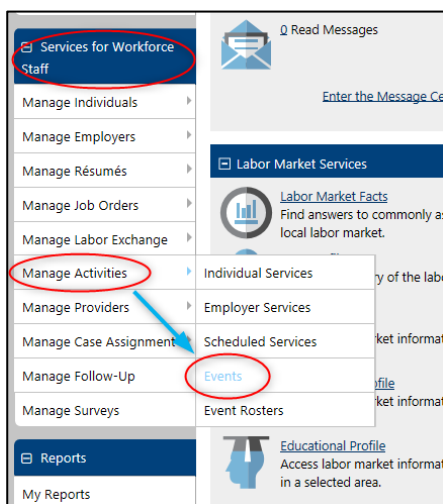 Services for Workforce
Staff
Manage Individuals
Manage Employers
Manage Résumés
Manage Job Orders
Manage Labor Exchange
Manage Activities
Manage Providers
Manage Case Assignment
Manage Follow-Up
Manage Surveys
Reports
My Reports
Individual Services
Employer Services
Scheduled Services
Events
Event Rosters
0 Read Messages
Enter the Message Ce
Labor Market Services
Labor Market Facts
Find answers to commonly as
local labor market.
ry of the labo
ket informat
ofile
ket informat
Educational Profile
Access labor market informat
in a selected area.